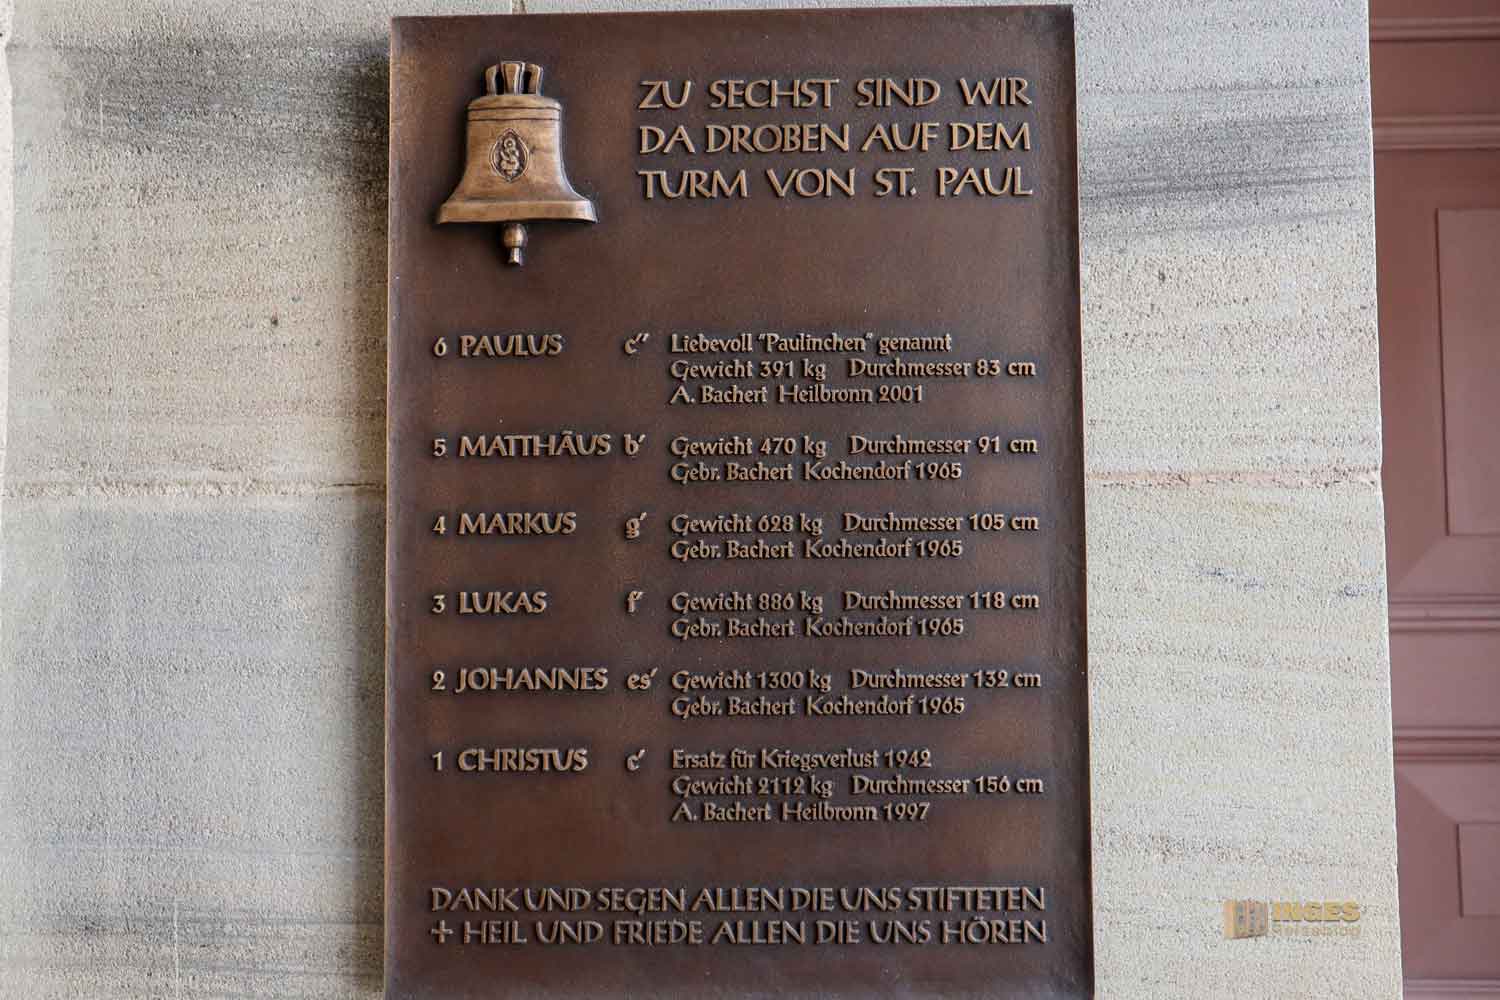 ZU SECHST SIND WIR
DA DROBEN AUF DEM
TURM VON ST. PAUL
6 PAULUS c″ Liebevoll "Paulinchen" genannt
Gewicht 391 kg Durchmesser 83 cm
A. Bachert Heilbronn 2001
5 MATTHÄUS b′ Gewicht 470 kg Durchmesser 91 cm
Gebr. Bachert Kochendorf 1965
4 MARKUS g′ Gewicht 628 kg Durchmesser 105 cm
Gebr. Bachert Kochendorf 1965
3 LUKAS f′ Gewicht 886 kg Durchmesser 118 cm
Gebr. Bachert Kochendorf 1965
2 JOHANNES es′ Gewicht 1300 kg Durchmesser 132 cm
Gebr. Bachert Kochendorf 1965
1 CHRISTUS c′ Ersatz für Kriegsverlust 1942
Gewicht 2112 kg Durchmesser 156 cm
A. Bachert Heilbronn 1997
DANK UND SEGEN ALLEN DIE UNS STIFTETEN
+ HEIL UND FRIEDE ALLEN DIE UNS HÖREN
INGES
Reiseblog